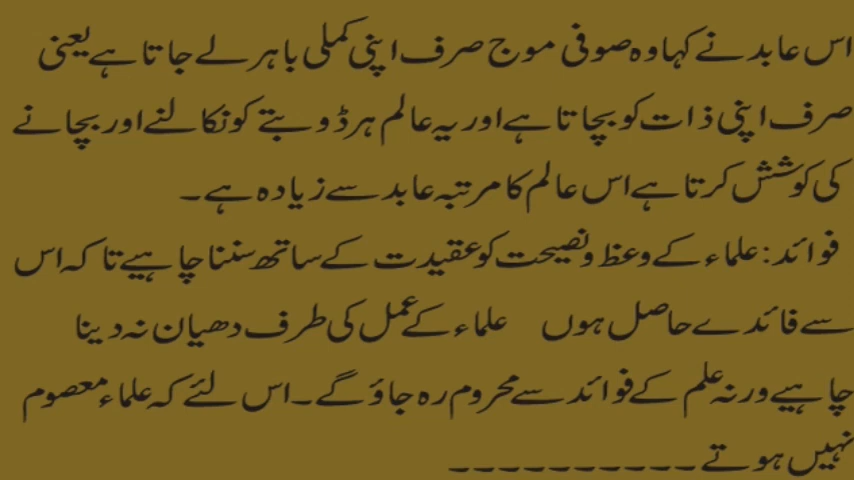 اس عابد نے کہا وہ صوفی موج صرف اپنی کملی باہر لے جاتا ہے یعنی
صرف اپنی ذات کو بچاتا ہے اور یہ عالم ہر ڈوبتے کو نکالنے اور بچانے
کی کوشش کرتا ہے اس عالم کا مرتبہ عابد سے زیادہ ہے۔
فوائد: علماء کے وعظ و نصیحت کو عقیدت کے ساتھ سننا چاہیے تاکہ اس
سے فائدے حاصل ہوں علماء کے عمل کی طرف دھیان نہ دینا
چاہیے ورنہ علم کے فوائد سے محروم رہ جاؤ گے۔ اس لئے کہ علماء معصوم
نہیں ہوتے ـ ـ ـ ـ ـ ـ ـ ـ ـ ـ